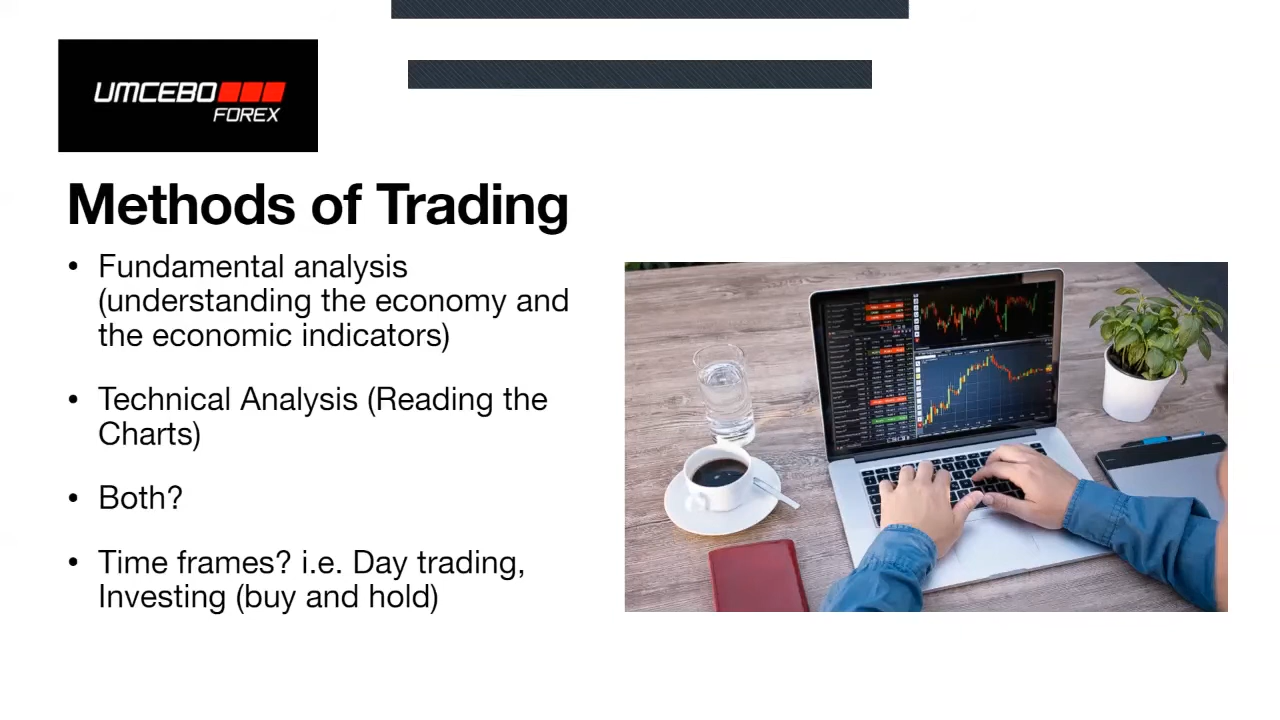 UMCEBO
FOREX
Methods of Trading
• Fundamental analysis
(understanding the economy and
the economic indicators)
• Technical Analysis (Reading the
Charts)
• Both?
• Time frames? i.e. Day trading,
Investing (buy and hold)